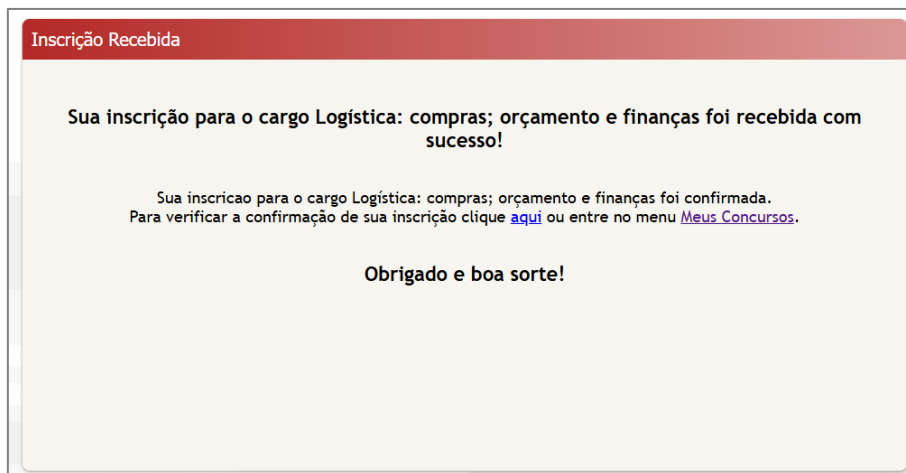 Inscrição Recebida
Sua inscrição para o cargo Logística: compras; orçamento e finanças foi recebida com
sucesso!
Sua inscricao para o cargo Logística: compras; orçamento e finanças foi confirmada.
Para verificar a confirmação de sua inscrição clique aqui ou entre no menu Meus Concursos.
Obrigado e boa sorte!